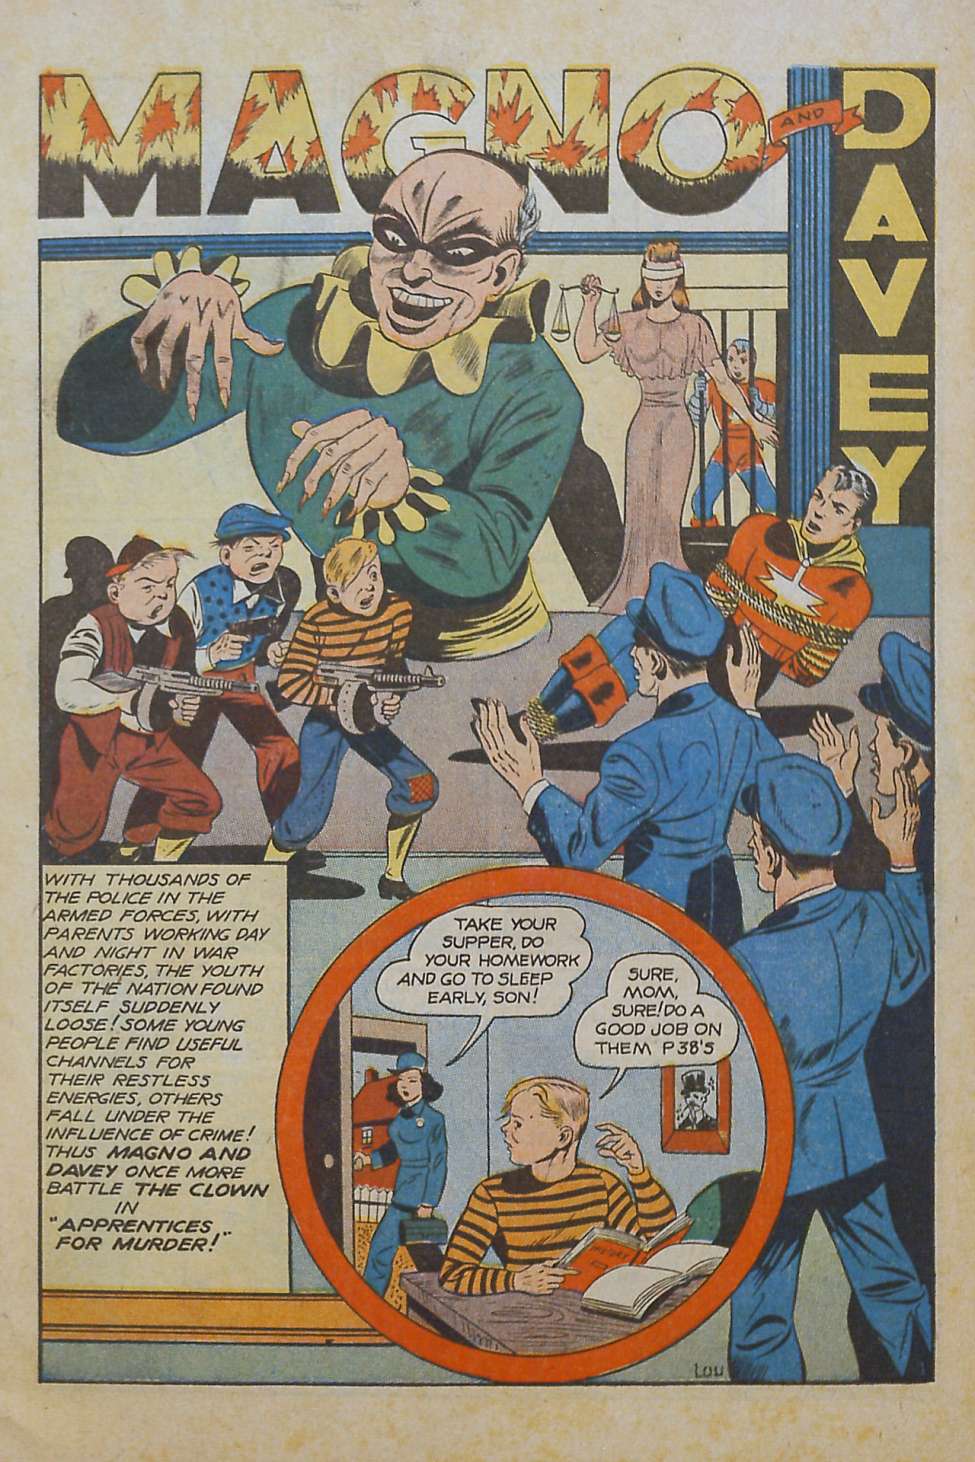 MAGNO
AND
DAVEY
WITH THOUSANDS OF
THE POLICE IN THE
ARMED FORCES, WITH
PARENTS WORKING DAY
AND NIGHT IN WAR
FACTORIES, THE YOUTH
OF THE NATION FOUND
ITSELF SUDDENLY
LOOSE! SOME YOUNG
PEOPLE FIND USEFUL
CHANNELS FOR
THEIR RESTLESS
ENERGIES, OTHERS
FALL UNDER THE
INFLUENCE OF CRIME!
THUS MAGNO AND
DAVEY ONCE MORE
BATTLE THE CLOWN
IN
"APPRENTICES
FOR MURDER!"
TAKE YOUR
SUPPER, DO
YOUR HOMEWORK
AND GO TO SLEEP
EARLY, SON!
SURE,
MOM,
SURE! DO A
GOOD JOB ON
THEM P38'S
HISTORY
LOU